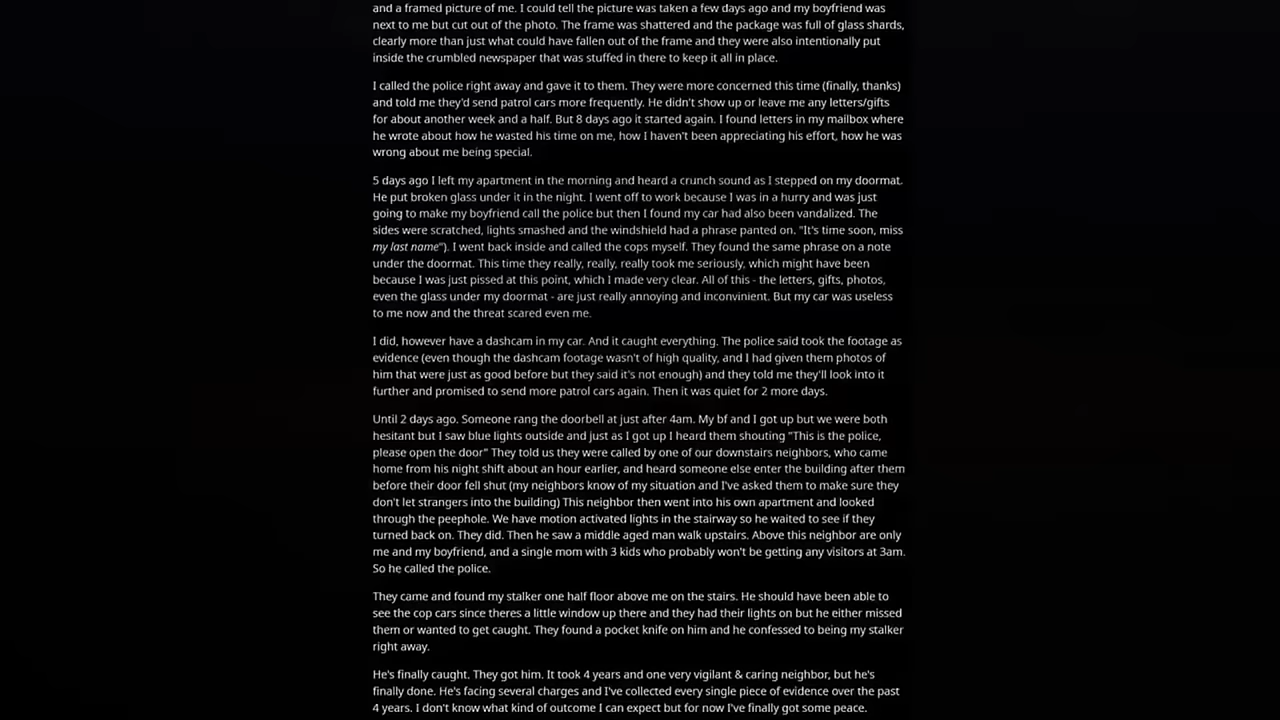 and a framed picture of me. I could tell the picture was taken a few days ago and my boyfriend was
next to me but cut out of the photo. The frame was shattered and the package was full of glass shards,
clearly more than just what could have fallen out of the frame and they were also intentionally put
inside the crumbled newspaper that was stuffed in there to keep it all in place.
I called the police right away and gave it to them. They were more concerned this time (finally, thanks)
and told me they'd send patrol cars more frequently. He didn't show up or leave me any letters/gifts
for about another week and a half. But 8 days ago it started again. I found letters in my mailbox where
he wrote about how he wasted his time on me, how I haven't been appreciating his effort, how he was
wrong about me being special.
5 days ago I left my apartment in the morning and heard a crunch sound as I stepped on my doormat.
He put broken glass under it in the night. I went off to work because I was in a hurry and was just
going to make my boyfriend call the police but then I found my car had also been vandalized. The
sides were scratched, lights smashed and the windshield had a phrase panted on. "It's time soon, miss
my last name"). I went back inside and called the cops myself. They found the same phrase on a note
under the doormat. This time they really, really, really took me seriously, which might have been
because I was just pissed at this point, which I made very clear. All of this - the letters, gifts, photos,
even the glass under my doormat - are just really annoying and inconvinient. But my car was useless
to me now and the threat scared even me.
I did, however have a dashcam in my car. And it caught everything. The police said took the footage as
evidence (even though the dashcam footage wasn't of high quality, and I had given them photos of
him that were just as good before but they said it's not enough) and they told me they'll look into it
further and promised to send more patrol cars again. Then it was quiet for 2 more days.
Until 2 days ago. Someone rang the doorbell at just after 4am. My bf and I got up but we were both
hesitant but I saw blue lights outside and just as I got up I heard them shouting "This is the police,
please open the door" They told us they were called by one of our downstairs neighbors, who came
home from his night shift about an hour earlier, and heard someone else enter the building after them
before their door fell shut (my neighbors know of my situation and I've asked them to make sure they
don't let strangers into the building) This neighbor then went into his own apartment and looked
through the peephole. We have motion activated lights in the stairway so he waited to see if they
turned back on. They did. Then he saw a middle aged man walk upstairs. Above this neighbor are only
me and my boyfriend, and a single mom with 3 kids who probably won't be getting any visitors at 3am.
So he called the police.
They came and found my stalker one half floor above me on the stairs. He should have been able to
see the cop cars since theres a little window up there and they had their lights on but he either missed
them or wanted to get caught. They found a pocket knife on him and he confessed to being my stalker
right away.
He's finally caught. They got him. It took 4 years and one very vigilant & caring neighbor, but he's
finally done. He's facing several charges and I've collected every single piece of evidence over the past
4 years. I don't know what kind of outcome I can expect but for now I've finally got some peace.